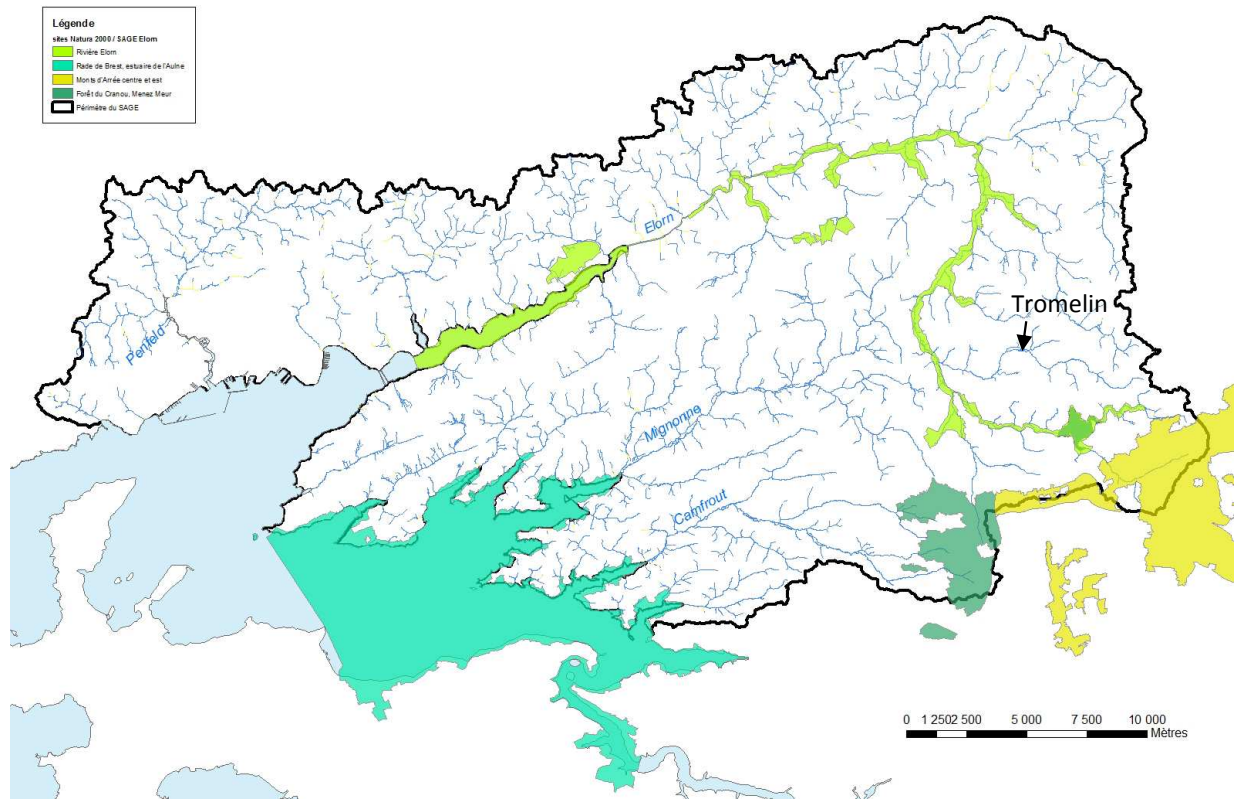 Légende
sites Natura 2000 / SAGE Elorn
Rivière Elorn
Rade de Brest, estuaire de l'Aulne
Monts d'Arrée centre et est
Forêt du Cranou, Menez Meur
Périmètre du SAGE
Elorn
Tromelin
Penfeld
Mignonne
Camfrout
0 1 250 2 500 5 000 7 500 10 000
Mètres